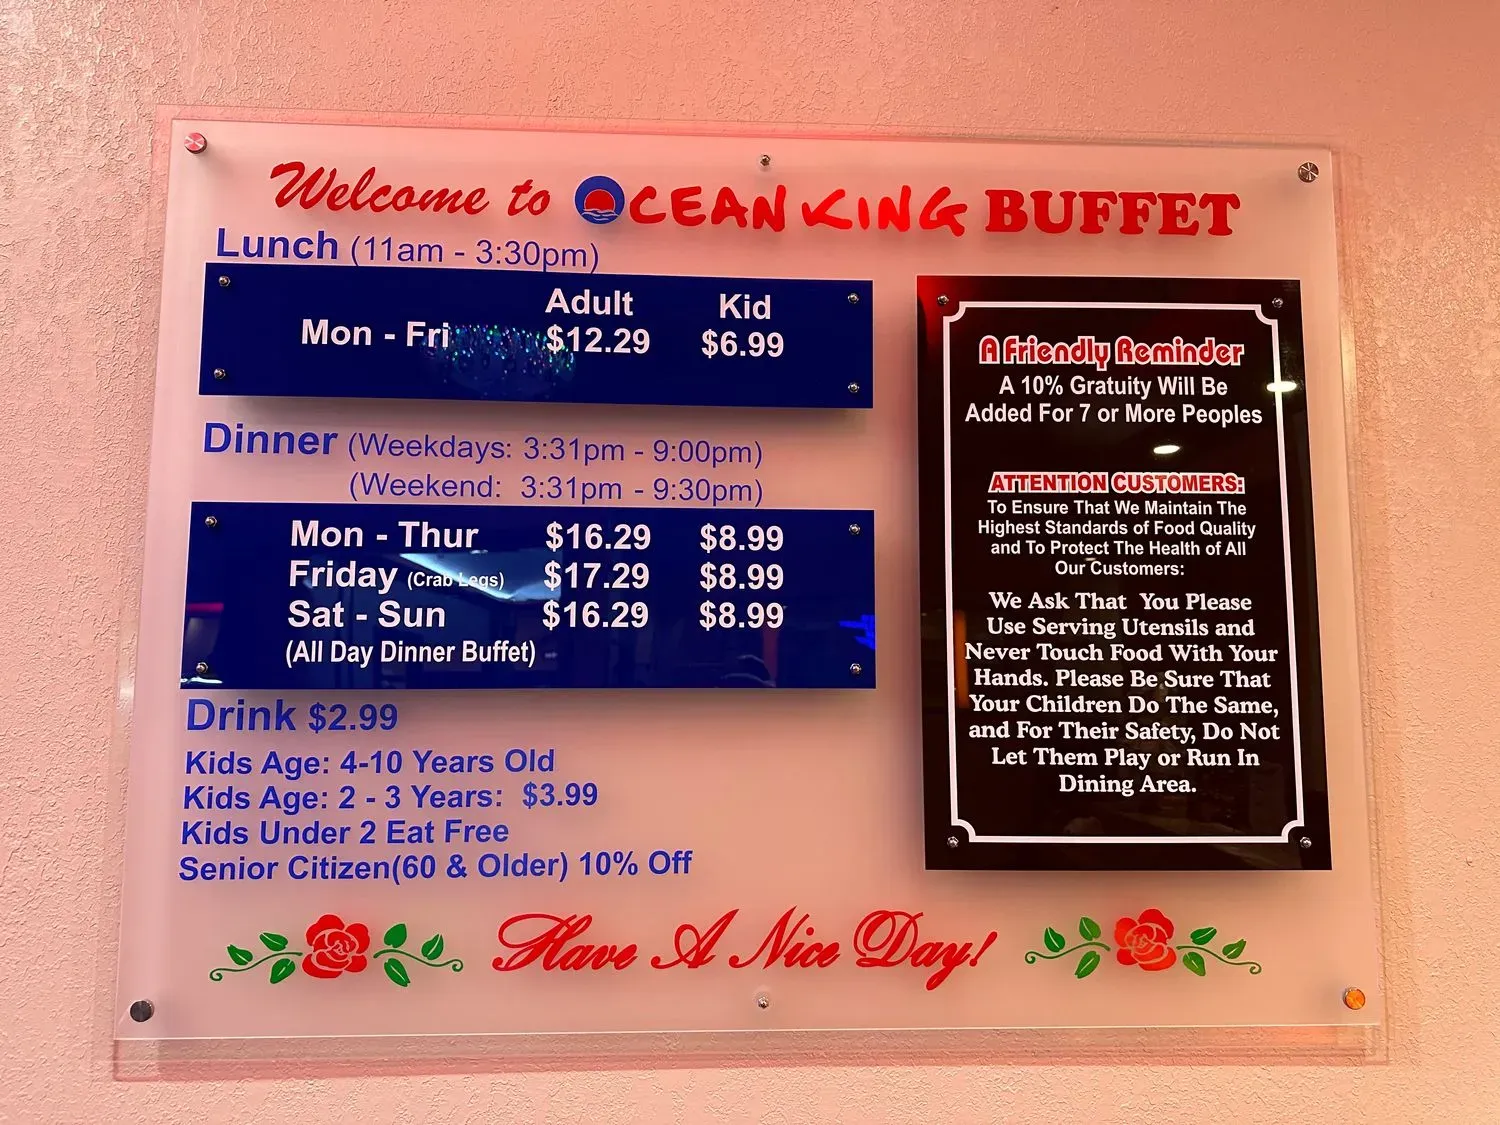 Welcome to OCEAN KING BUFFET
Lunch (11am - 3:30pm)
Adult Kid
Mon - Fri $12.29 $6.99
Dinner (Weekdays: 3:31pm - 9:00pm)
(Weekend: 3:31pm - 9:30pm)
Mon - Thur $16.29 $8.99
Friday (Crab Legs) $17.29 $8.99
Sat - Sun $16.29 $8.99
(All Day Dinner Buffet)
Drink $2.99
Kids Age: 4-10 Years Old
Kids Age: 2 - 3 Years: $3.99
Kids Under 2 Eat Free
Senior Citizen(60 & Older) 10% Off
A Friendly Reminder
A 10% Gratuity Will Be
Added For 7 or More Peoples
ATTENTION CUSTOMERS:
To Ensure That We Maintain The
Highest Standards of Food Quality
and To Protect The Health of All
Our Customers:
We Ask That You Please
Use Serving Utensils and
Never Touch Food With Your
Hands. Please Be Sure That
Your Children Do The Same,
and For Their Safety, Do Not
Let Them Play or Run In
Dining Area.
Have A Nice Day!